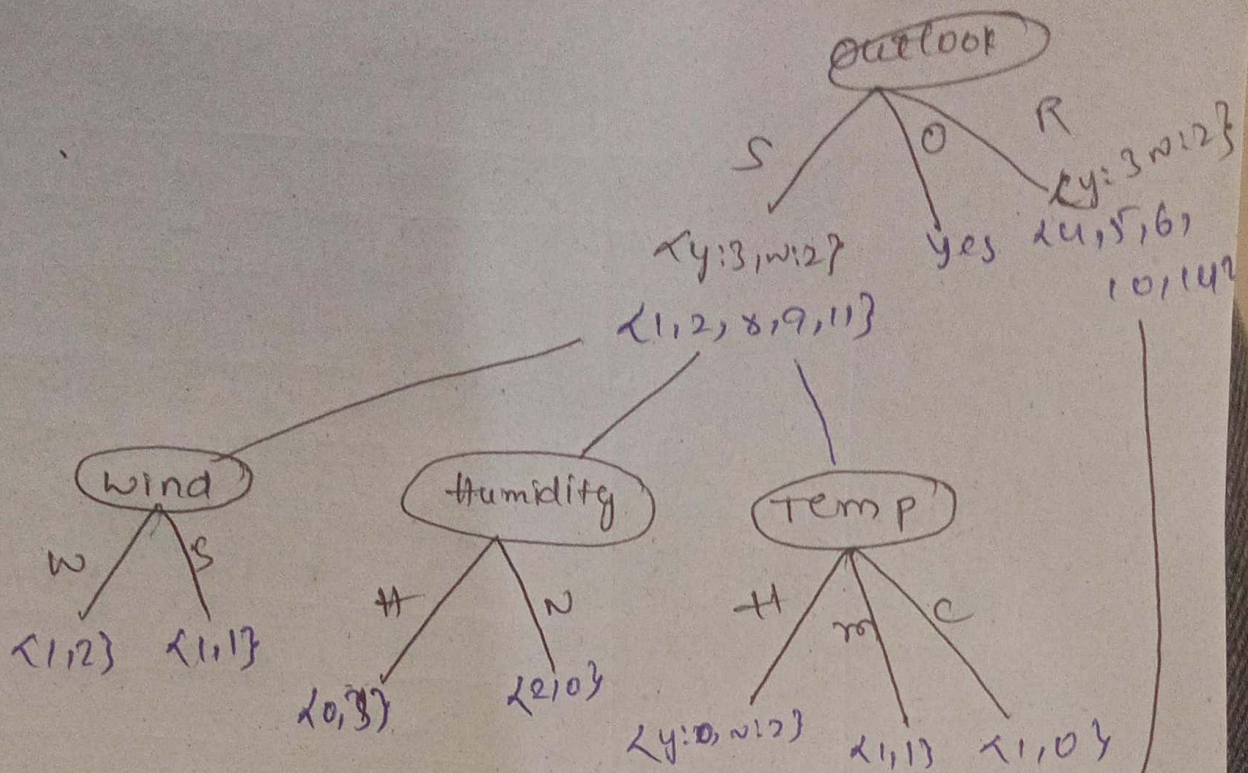 Outlook
S
O
R
{y:3,N:2}
{y:3,N:2}
Yes
{4,5,6,
10,14}
{1,2,8,9,11}
Wind
Humidity
Temp
W
S
H
N
H
m
C
{1,2}
{1,1}
{0,3}
{2,0}
{y:0,N:2}
{1,1}
{1,0}